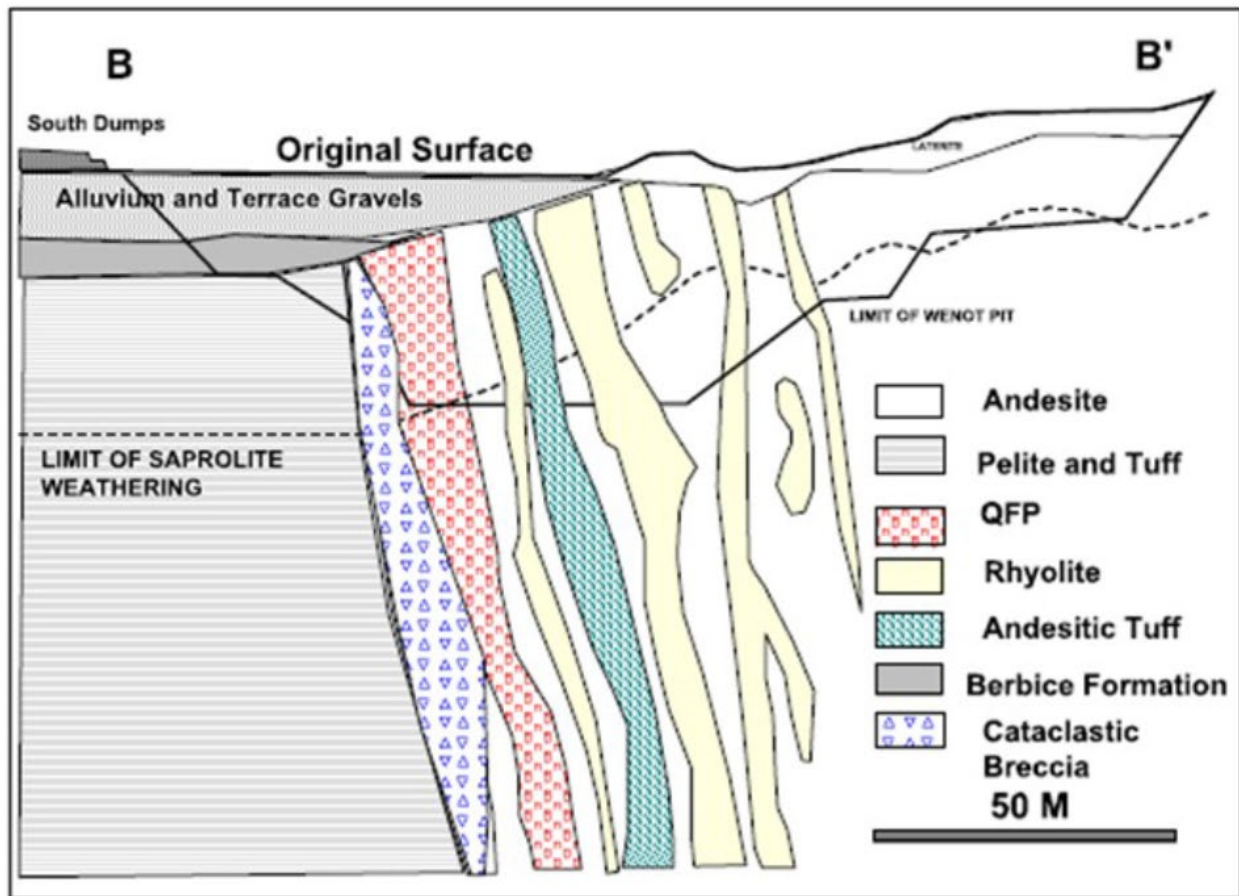 B
B'
South Dumps
Original Surface
LATERITE
Alluvium and Terrace Gravels
LIMIT OF WENOT PIT
LIMIT OF SAPROLITE
WEATHERING
Andesite
Pelite and Tuff
QFP
Rhyolite
Andesitic Tuff
Berbice Formation
Cataclastic
Breccia
50 M